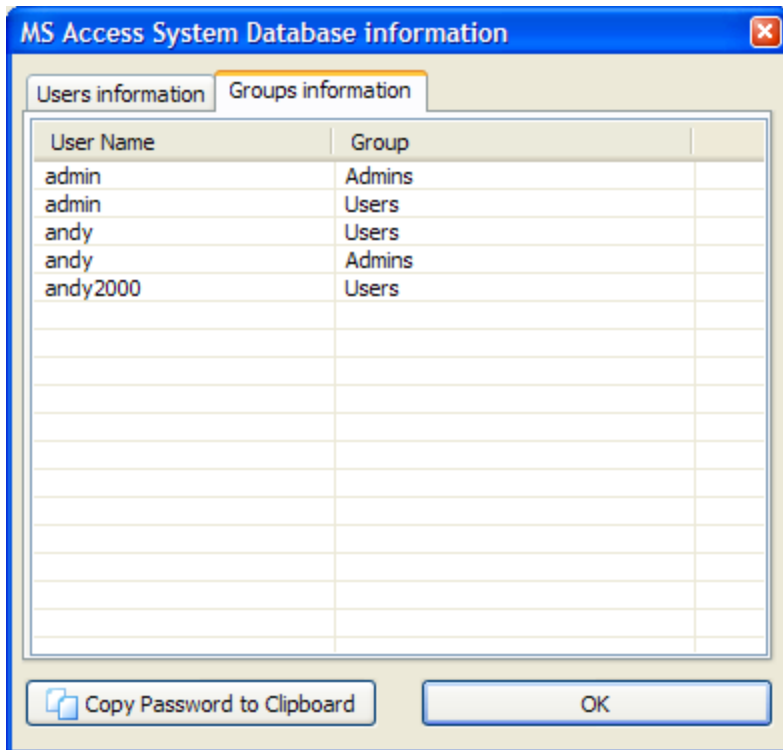 MS Access System Database information
Users information Groups information
User Name Group
admin Admins
admin Users
andy Users
andy Admins
andy2000 Users
Copy Password to Clipboard OK